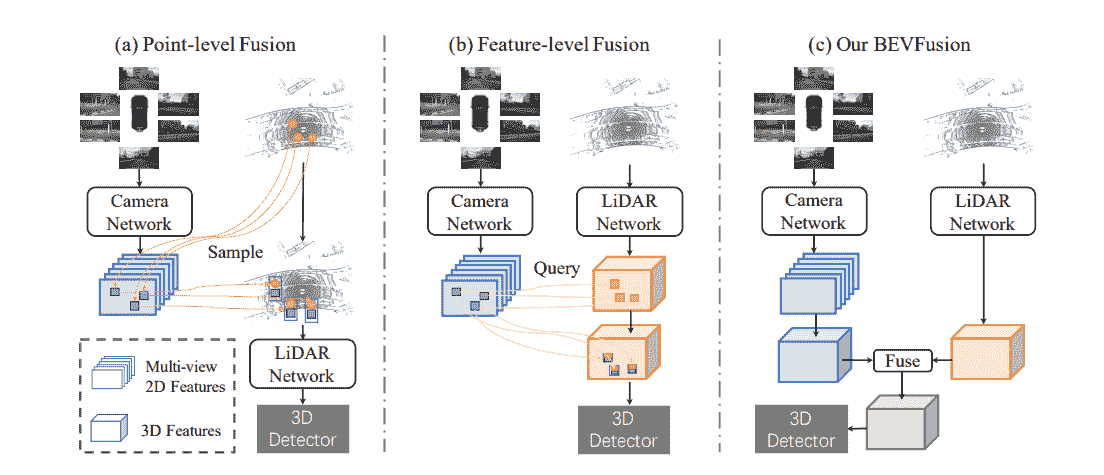 (a) Point-level Fusion
Camera
Network
Sample
LiDAR
Network
3D
Detector
Multi-view
2D Features
3D Features
(b) Feature-level Fusion
Camera
Network
LiDAR
Network
Query
3D
Detector
(c) Our BEVFusion
Camera
Network
LiDAR
Network
Fuse
3D
Detector